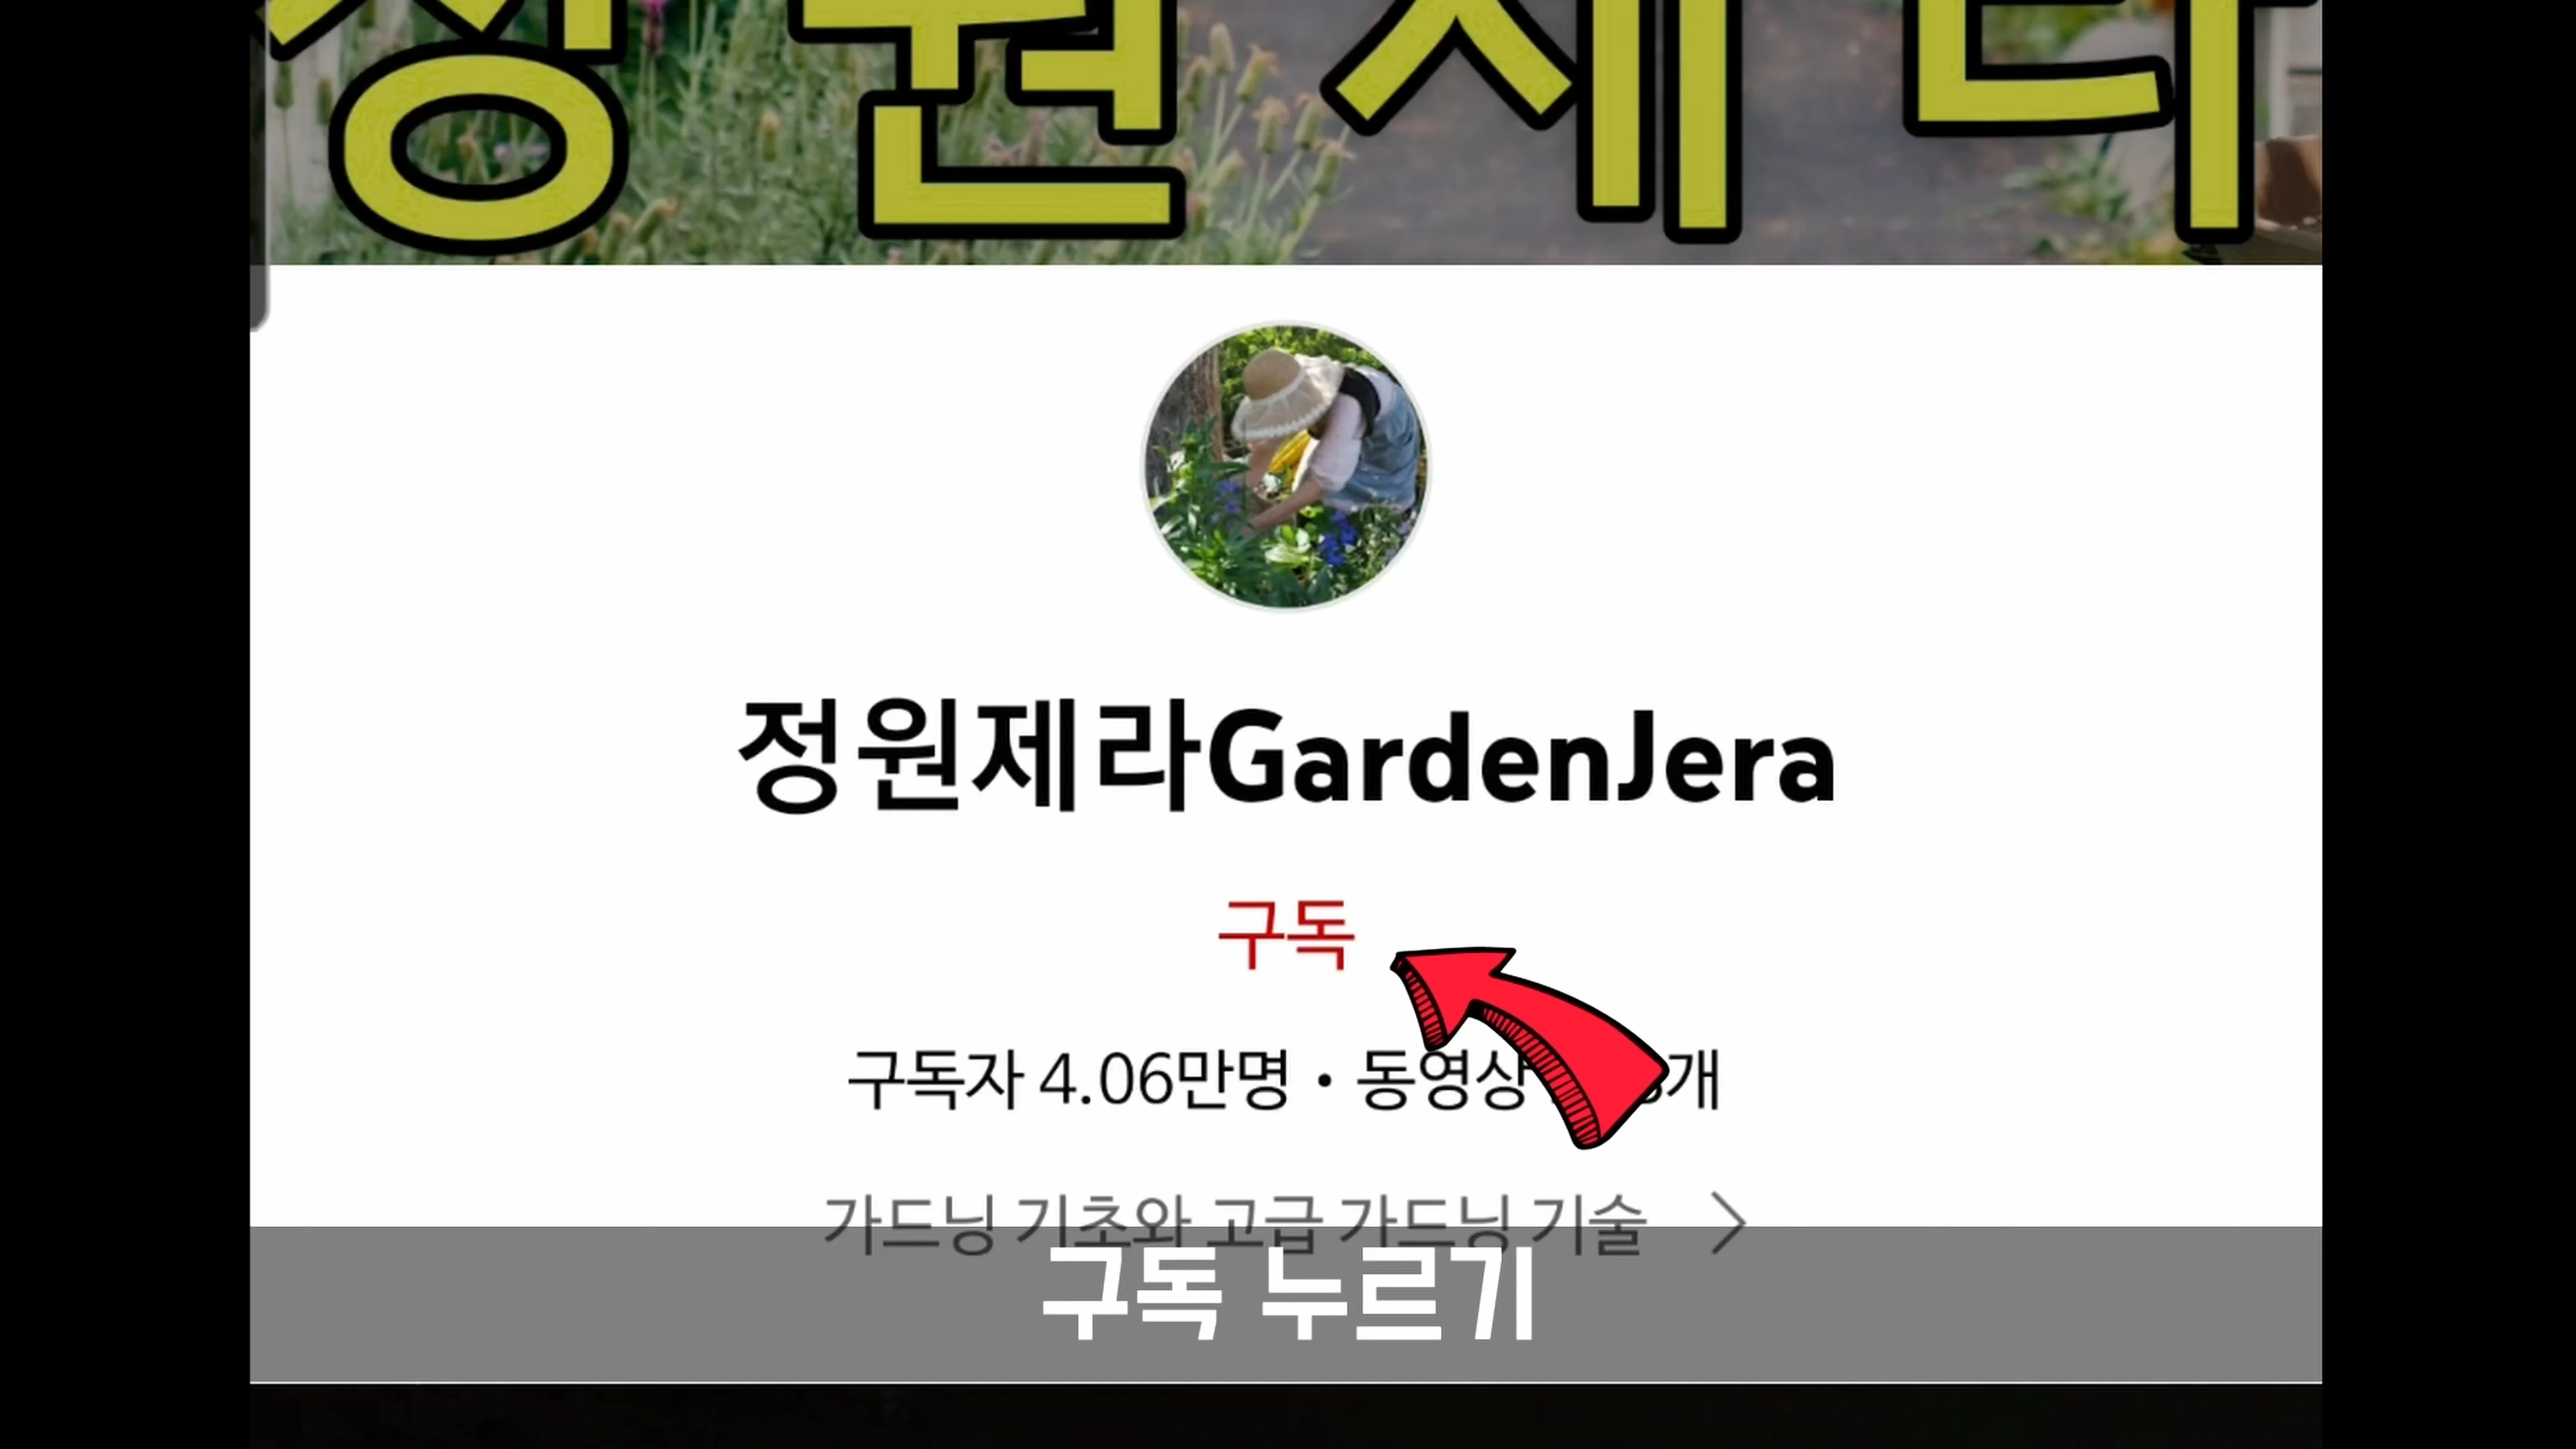 정원제라
정원제라GardenJera
구독
구독자 4.06만명 • 동영상 개
가드닝 기초와 고급 가드닝 기술 >
구독 누르기